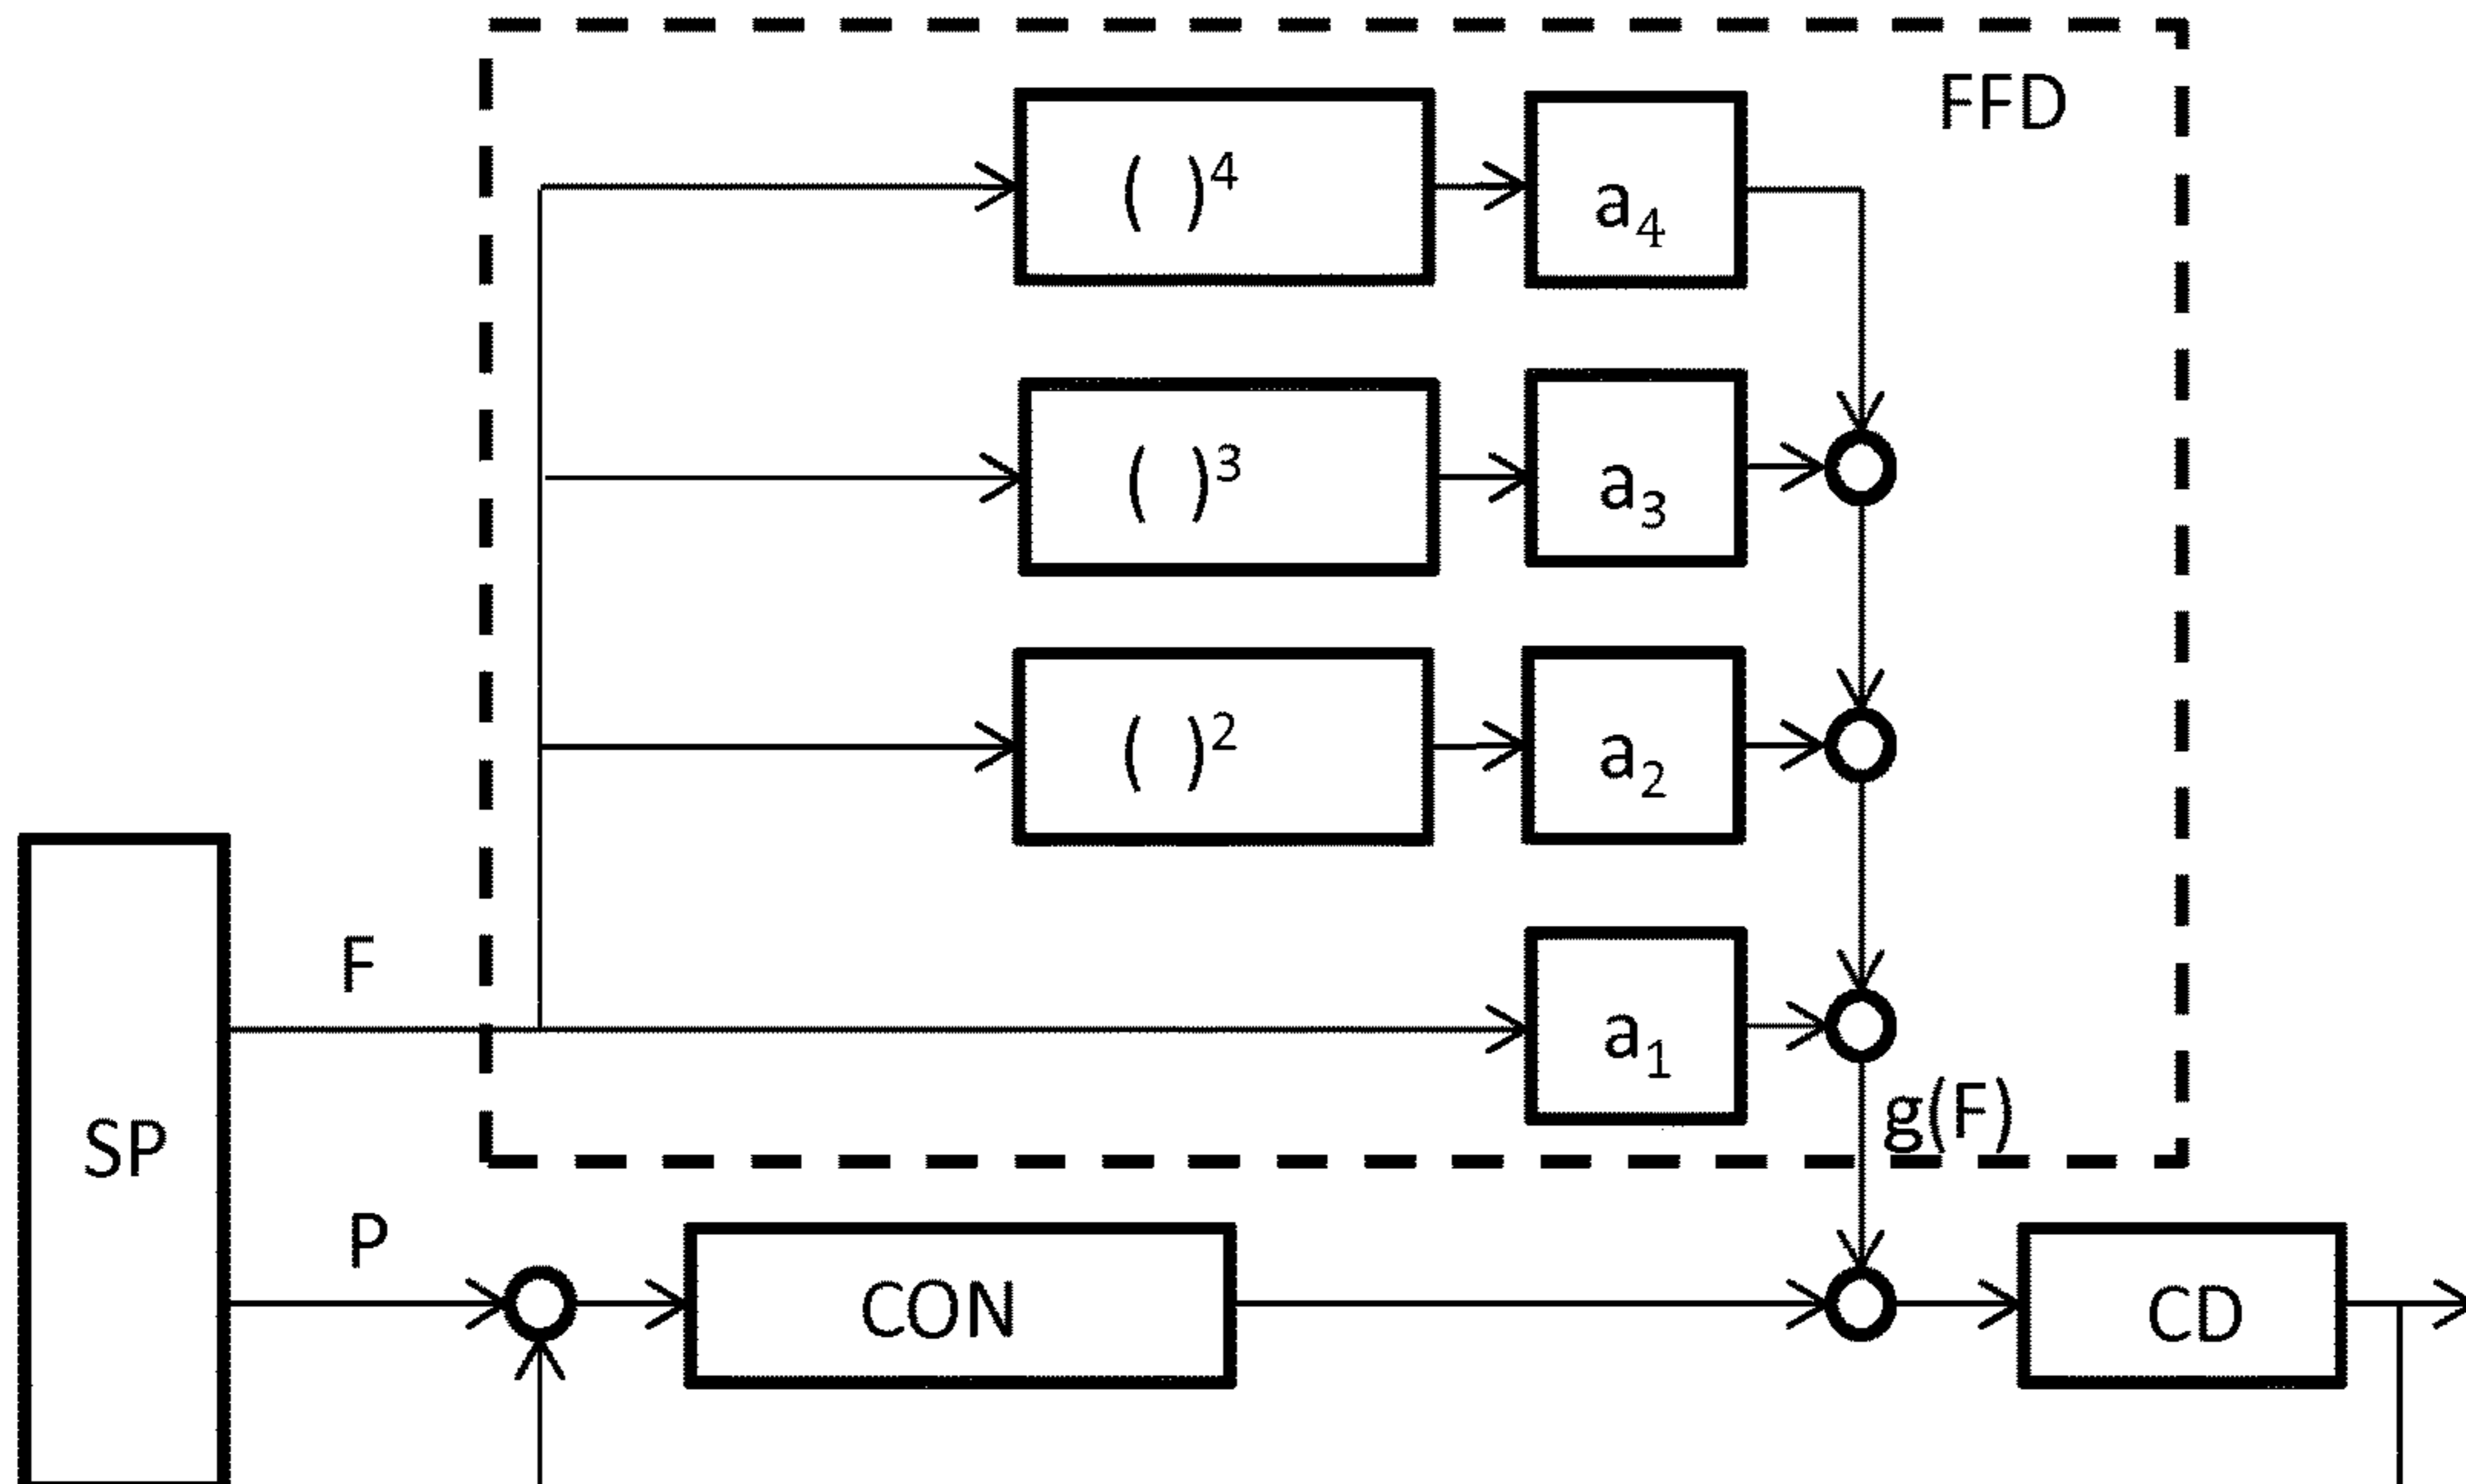 FFD
( )⁴
a₄
( )³
a₃
( )²
a₂
F
a₁
g(F)
SP
P
CON
CD